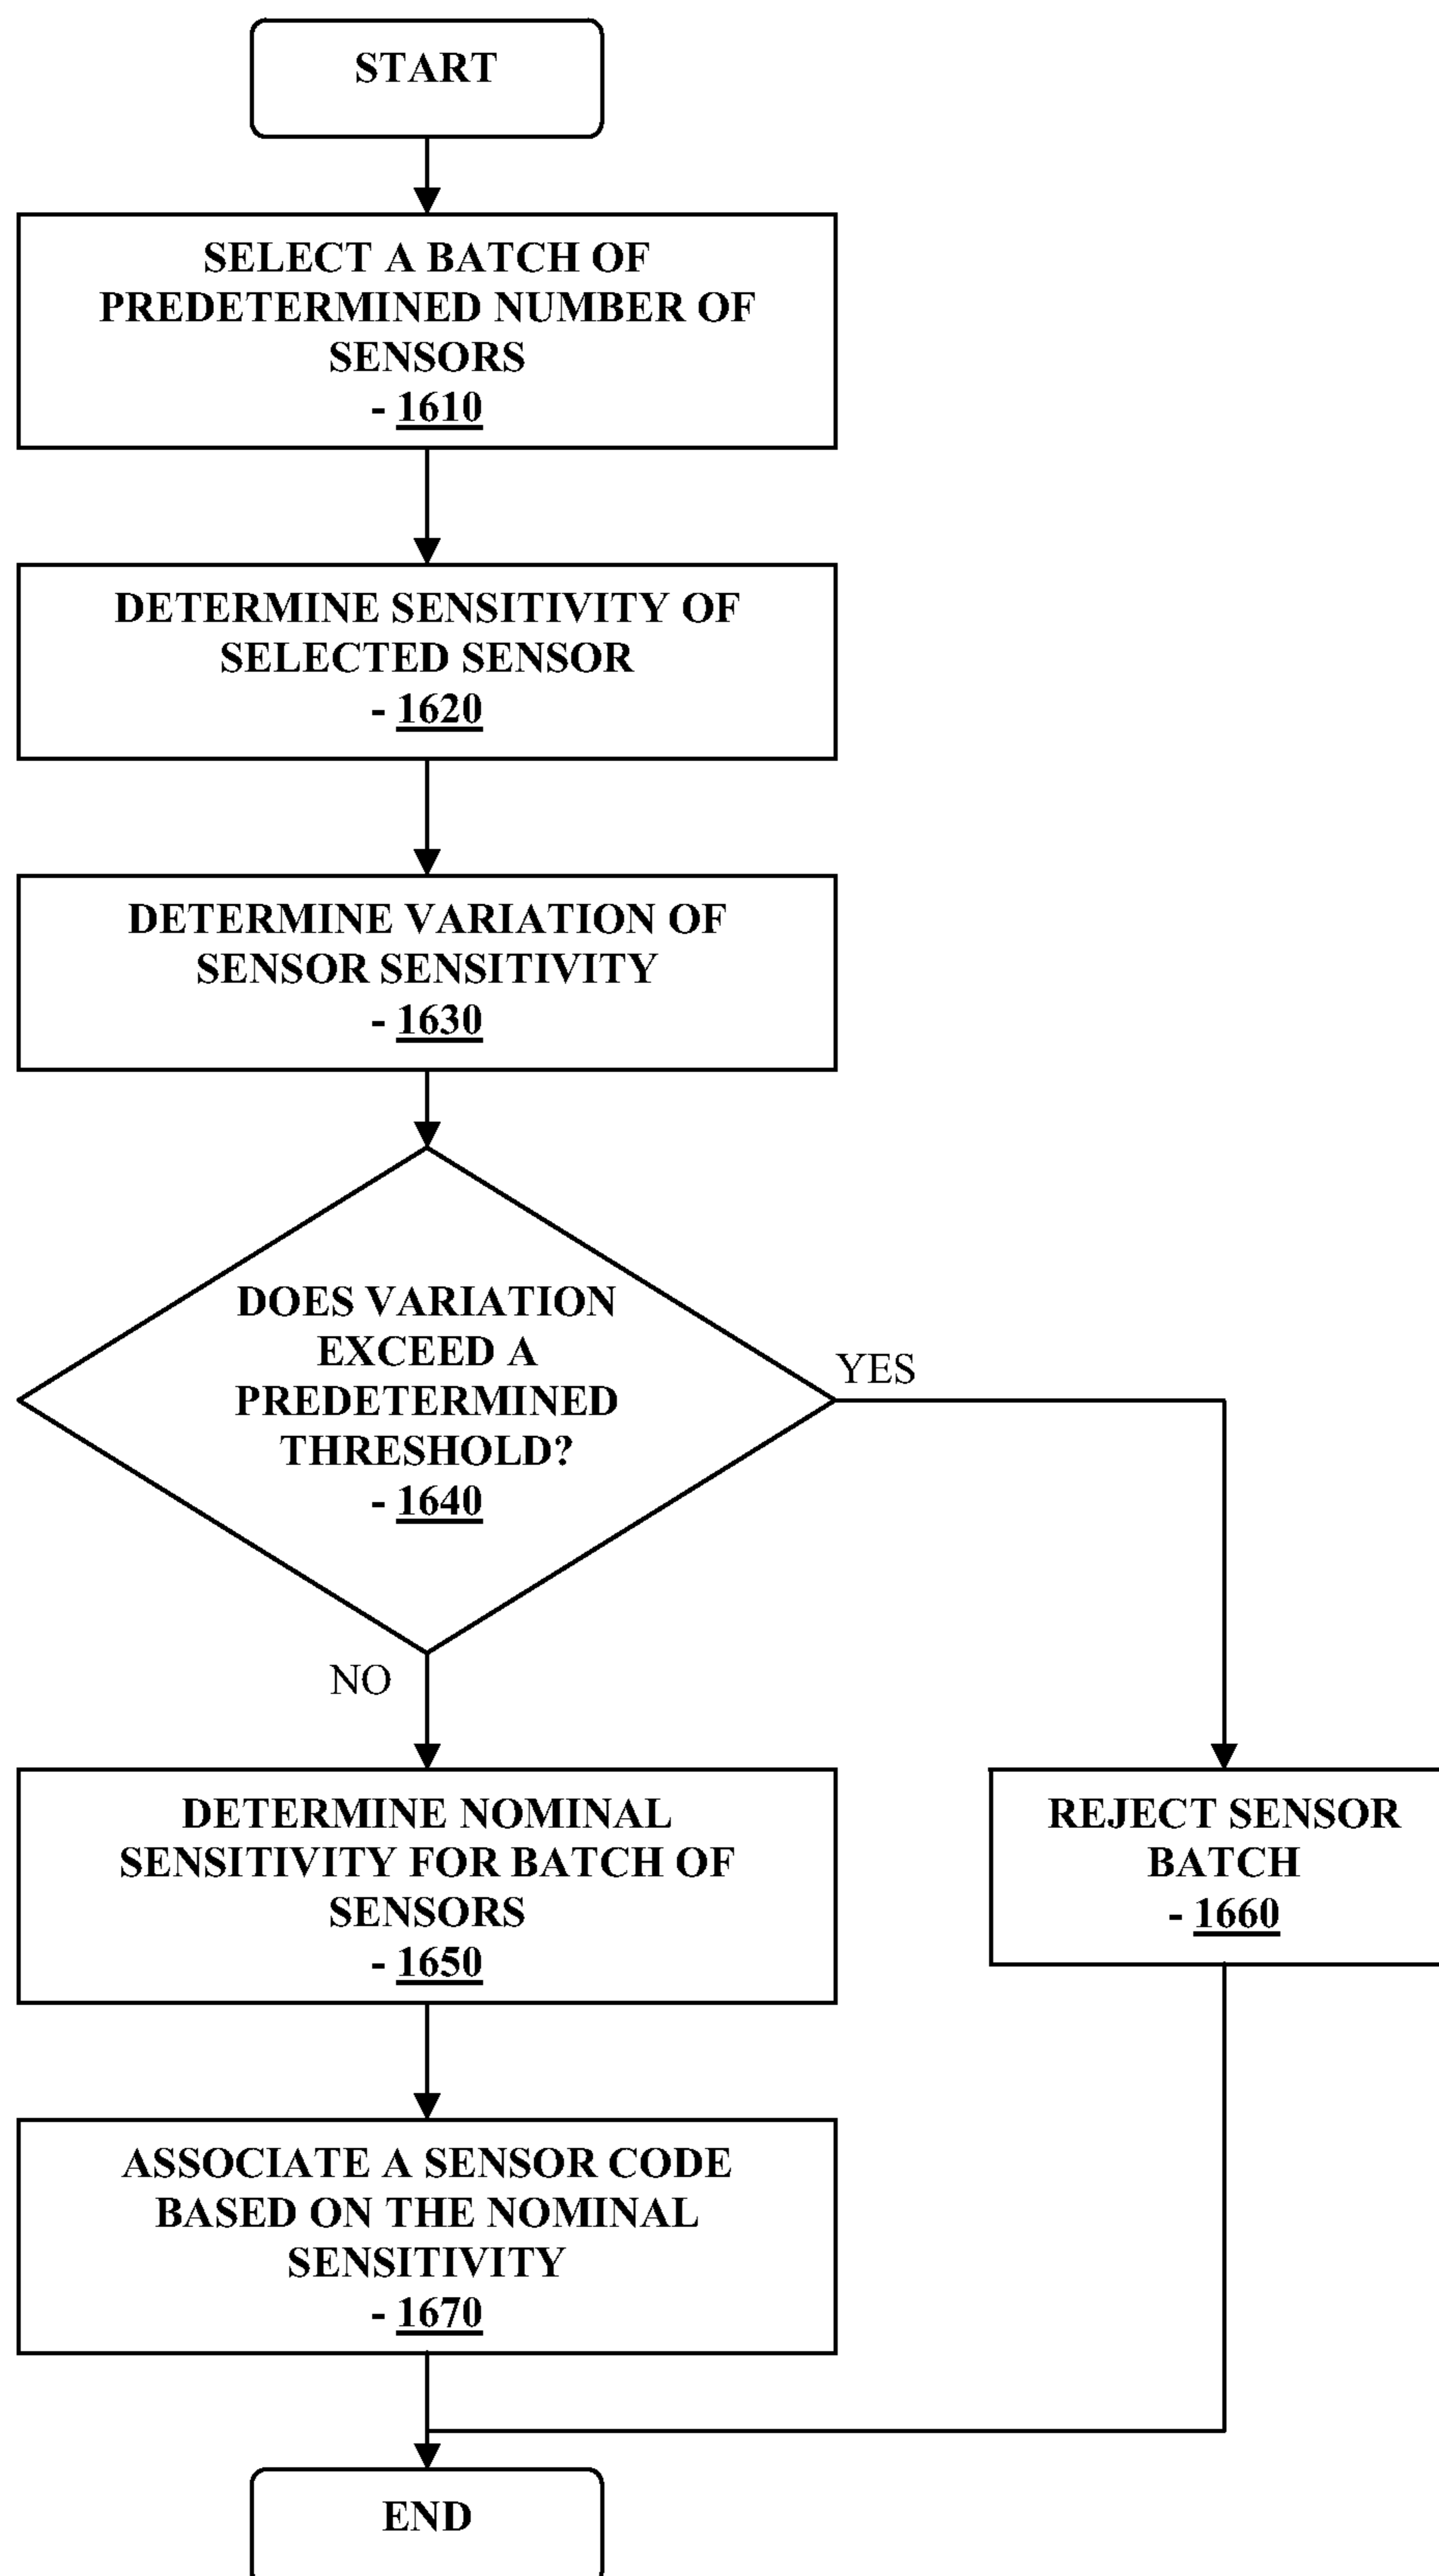 START
SELECT A BATCH OF
PREDETERMINED NUMBER OF
SENSORS
- 1610
DETERMINE SENSITIVITY OF
SELECTED SENSOR
- 1620
DETERMINE VARIATION OF
SENSOR SENSITIVITY
- 1630
DOES VARIATION
EXCEED A
PREDETERMINED
THRESHOLD?
- 1640
YES
NO
DETERMINE NOMINAL
SENSITIVITY FOR BATCH OF
SENSORS
- 1650
REJECT SENSOR
BATCH
- 1660
ASSOCIATE A SENSOR CODE
BASED ON THE NOMINAL
SENSITIVITY
- 1670
END